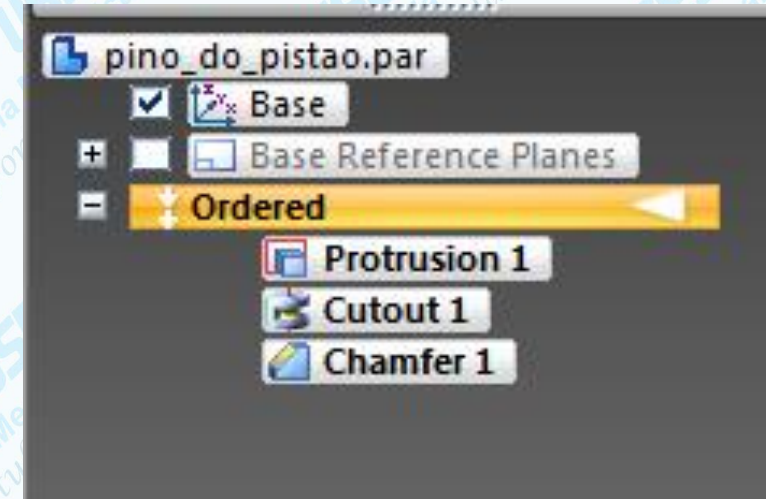 pino_do_pistao.par
Base
Base Reference Planes
Ordered
Protrusion 1
Cutout 1
Chamfer 1